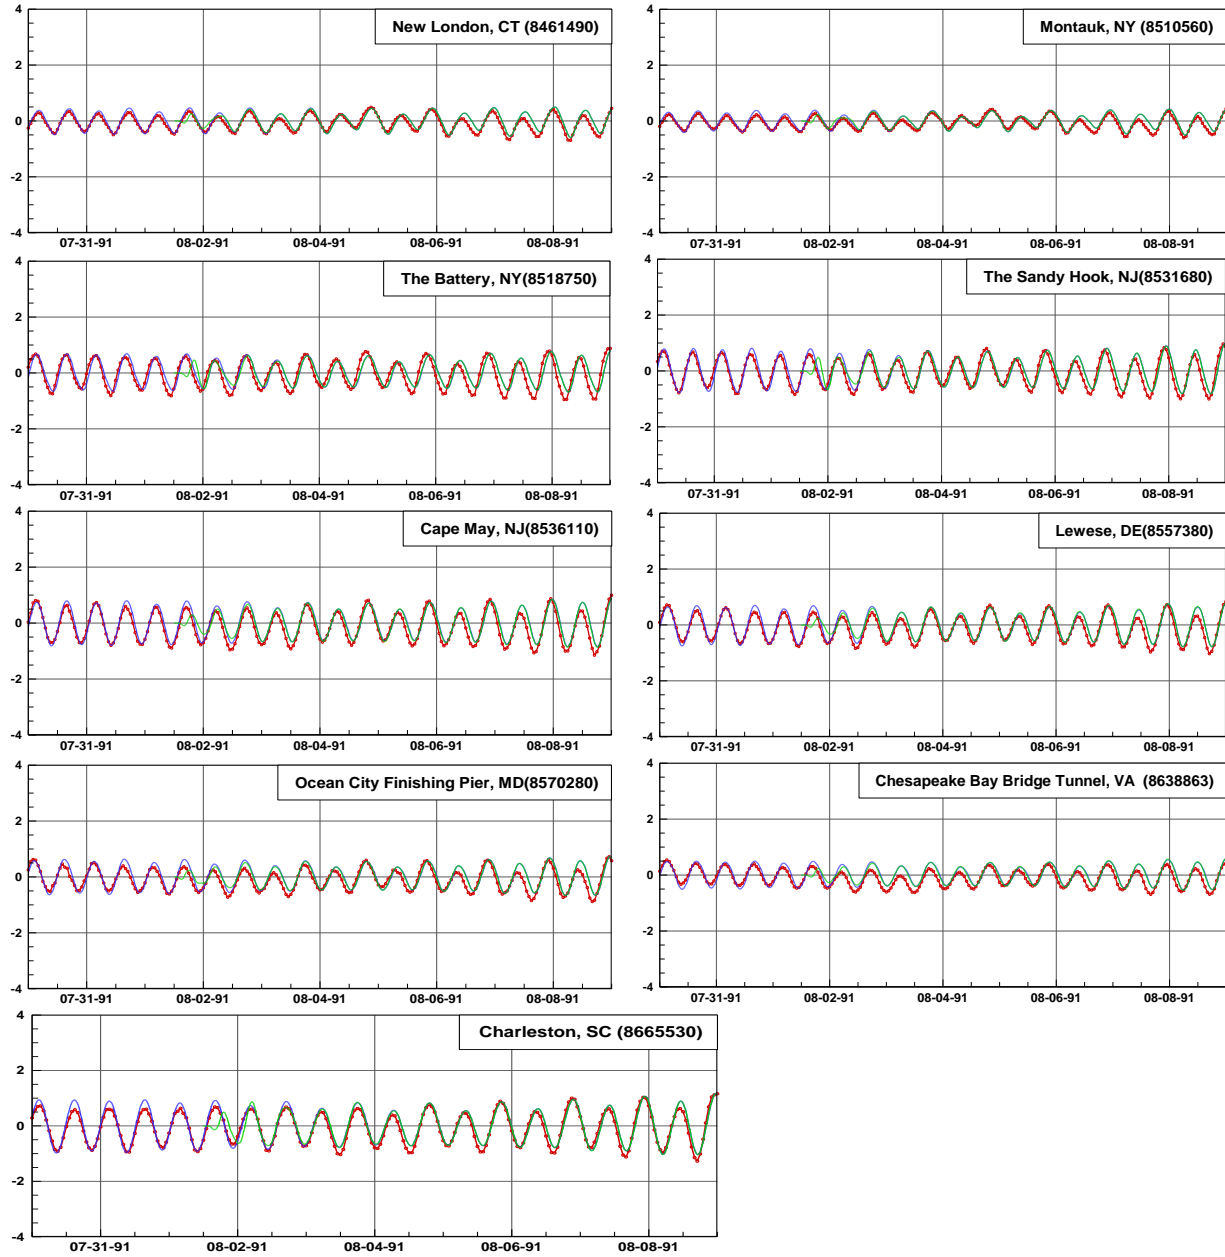 4
New London, CT (8461490)
2
0
-2
-4
07-31-91 08-02-91 08-04-91 08-06-91 08-08-91
4
Montauk, NY (8510560)
2
0
-2
-4
07-31-91 08-02-91 08-04-91 08-06-91 08-08-91
4
The Battery, NY(8518750)
2
0
-2
-4
07-31-91 08-02-91 08-04-91 08-06-91 08-08-91
4
The Sandy Hook, NJ(8531680)
2
0
-2
-4
07-31-91 08-02-91 08-04-91 08-06-91 08-08-91
4
Cape May, NJ(8536110)
2
0
-2
-4
07-31-91 08-02-91 08-04-91 08-06-91 08-08-91
4
Lewese, DE(8557380)
2
0
-2
-4
07-31-91 08-02-91 08-04-91 08-06-91 08-08-91
4
Ocean City Finishing Pier, MD(8570280)
2
0
-2
-4
07-31-91 08-02-91 08-04-91 08-06-91 08-08-91
4
Chesapeake Bay Bridge Tunnel, VA (8638863)
2
0
-2
-4
07-31-91 08-02-91 08-04-91 08-06-91 08-08-91
4
Charleston, SC (8665530)
2
0
-2
-4
07-31-91 08-02-91 08-04-91 08-06-91 08-08-91